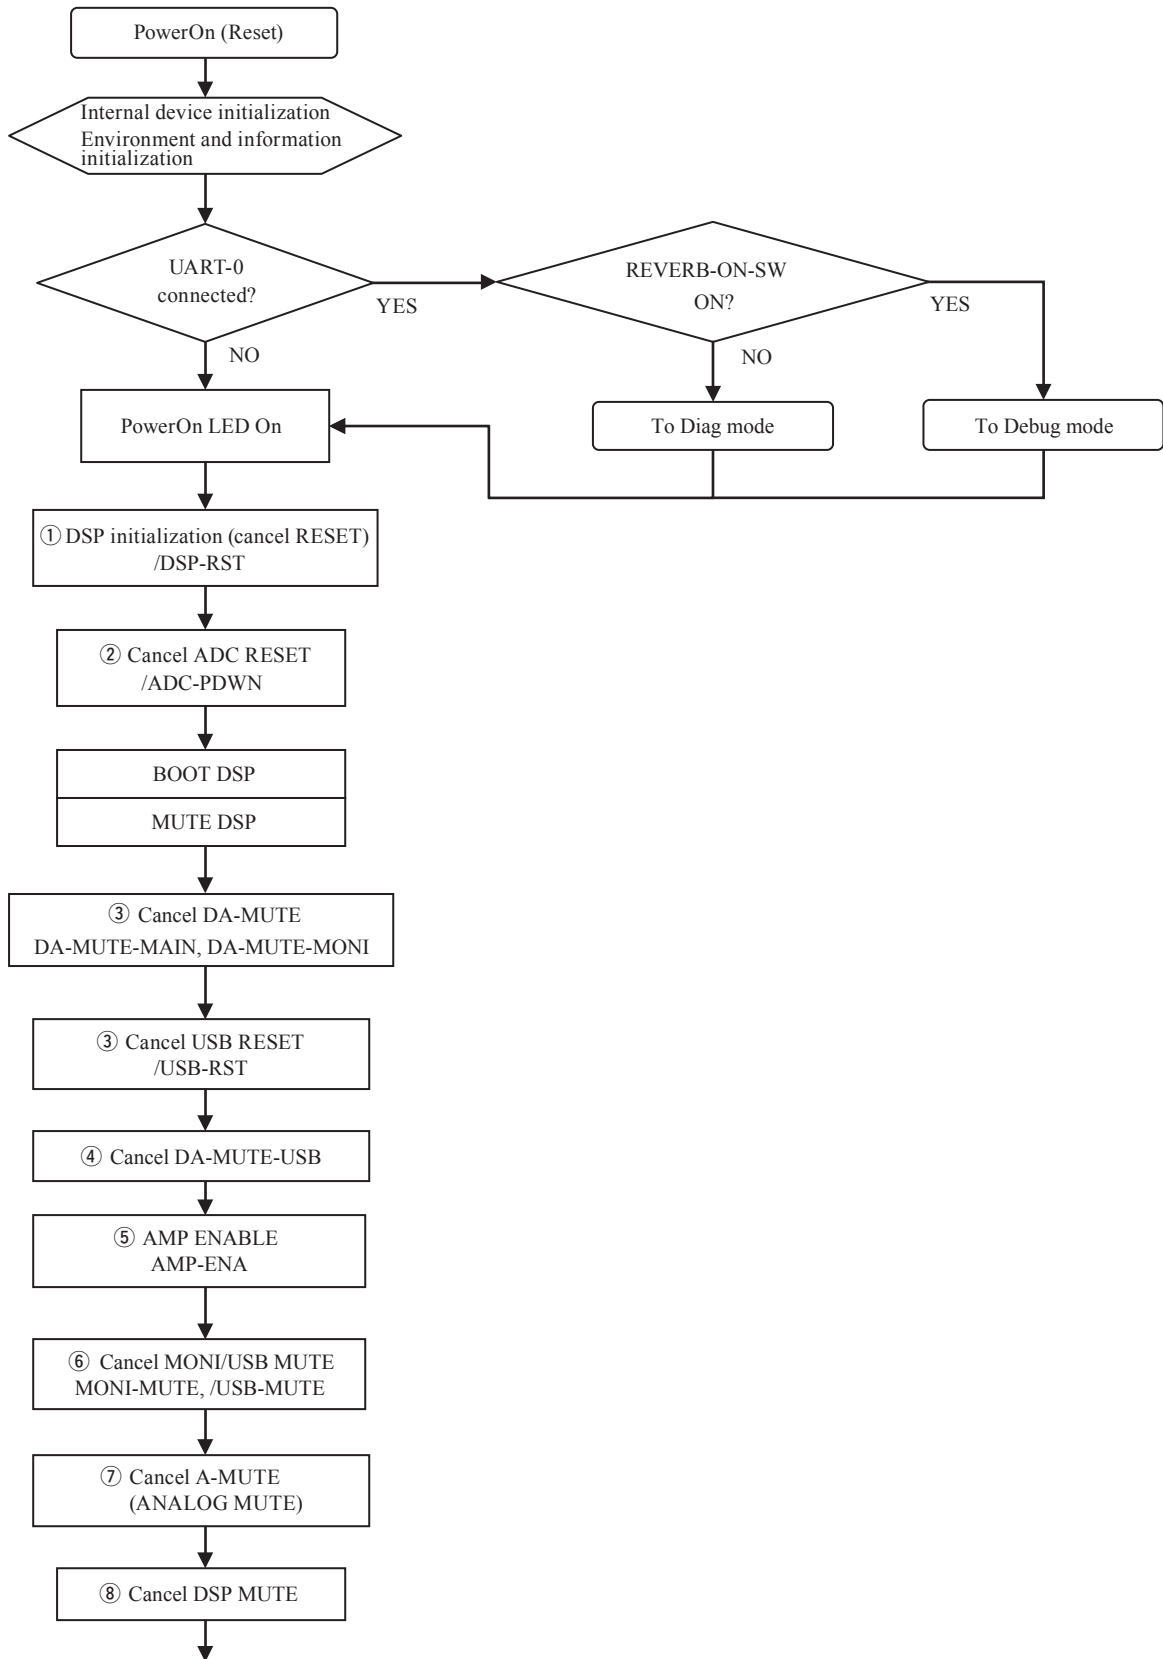 PowerOn (Reset)
Internal device initialization
Environment and information
initialization
UART-0
connected?
YES
NO
REVERB-ON-SW
ON?
YES
NO
PowerOn LED On
To Diag mode
To Debug mode
① DSP initialization (cancel RESET)
/DSP-RST
② Cancel ADC RESET
/ADC-PDWN
BOOT DSP
MUTE DSP
③ Cancel DA-MUTE
DA-MUTE-MAIN, DA-MUTE-MONI
③ Cancel USB RESET
/USB-RST
④ Cancel DA-MUTE-USB
⑤ AMP ENABLE
AMP-ENA
⑥ Cancel MONI/USB MUTE
MONI-MUTE, /USB-MUTE
⑦ Cancel A-MUTE
(ANALOG MUTE)
⑧ Cancel DSP MUTE